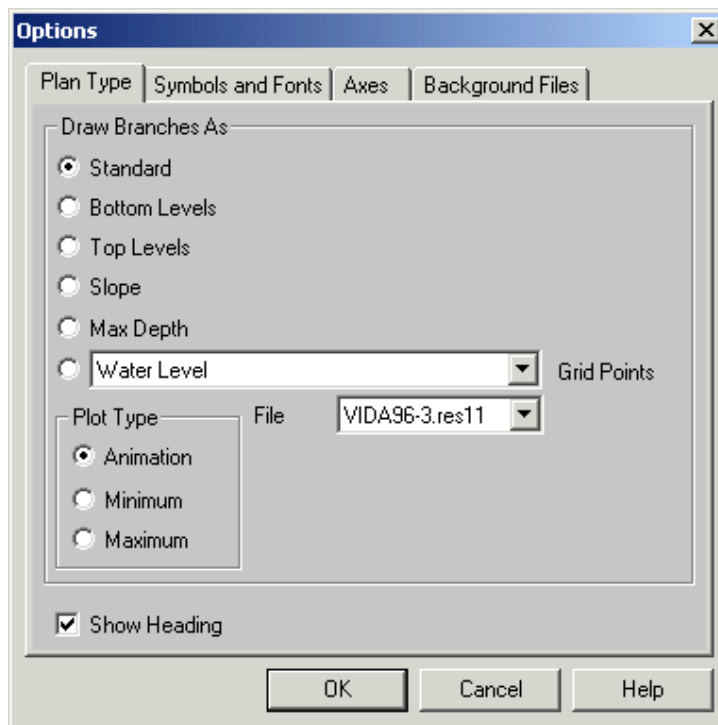 Options
Plan Type Symbols and Fonts Axes Background Files
Draw Branches As
Standard
Bottom Levels
Top Levels
Slope
Max Depth
Water Level Grid Points
Plot Type File VIDA96-3.res11
Animation
Minimum
Maximum
Show Heading
OK Cancel Help